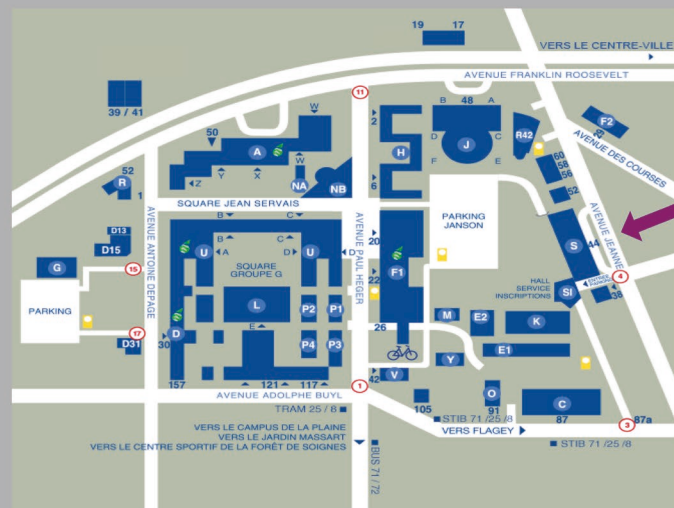 19 17
VERS LE CENTRE-VILLE
AVENUE FRANKLIN ROOSEVELT
39 / 41
11
W
50
2
B 48 A
F2
R42
26
A
H
D J C
AVENUE DES COURSES
Y X
W
F E
60
58
56
52
R
Z
NA
NB
6
52
1
SQUARE JEAN SERVAIS
PARKING
JANSON
AVENUE JEANNE
AVENUE ANTOINE DEPAGE
AVENUE PAUL HEGER
D13
D15
B C
B C
20
U A D U D
S
44
G
15
SQUARE
GROUPE G
22
F1
HALL
SERVICE
INSCRIPTIONS
ENTRÉE
PARKING
4
SI
38
PARKING
L
P2 P1
M
E2
K
17
D
30
E
26
D31
P4 P3
Y
E1
157
121
117
42
V
O
C
AVENUE ADOLPHE BUYL
1
105
91
87
87a
TRAM 25 / 8
STIB 71 /25/8
3
VERS LE CAMPUS DE LA PLAINE
VERS LE JARDIN MASSART
VERS LE CENTRE SPORTIF DE LA FORÊT DE SOIGNES
VERS FLAGEY
STIB 71 /25/8
BUS 71 / 72